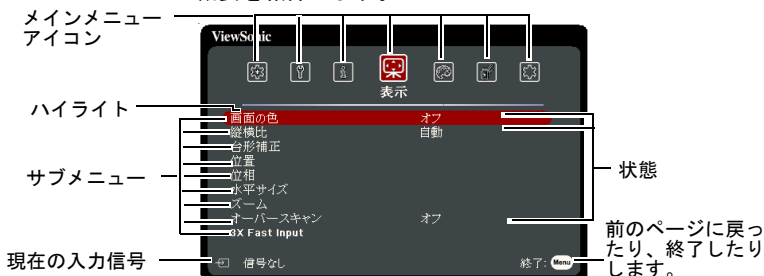 メインメニュー
アイコン
ViewSonic
表示
ハイライト
画面の色 オフ
縦横比 自動
台形補正
位置
位相
水平サイズ
ズーム
オーバースキャン オフ
3X Fast Input
サブメニュー
状態
現在の入力信号
信号なし
終了: Menu
前のページに戻っ
たり、終了したり
します。